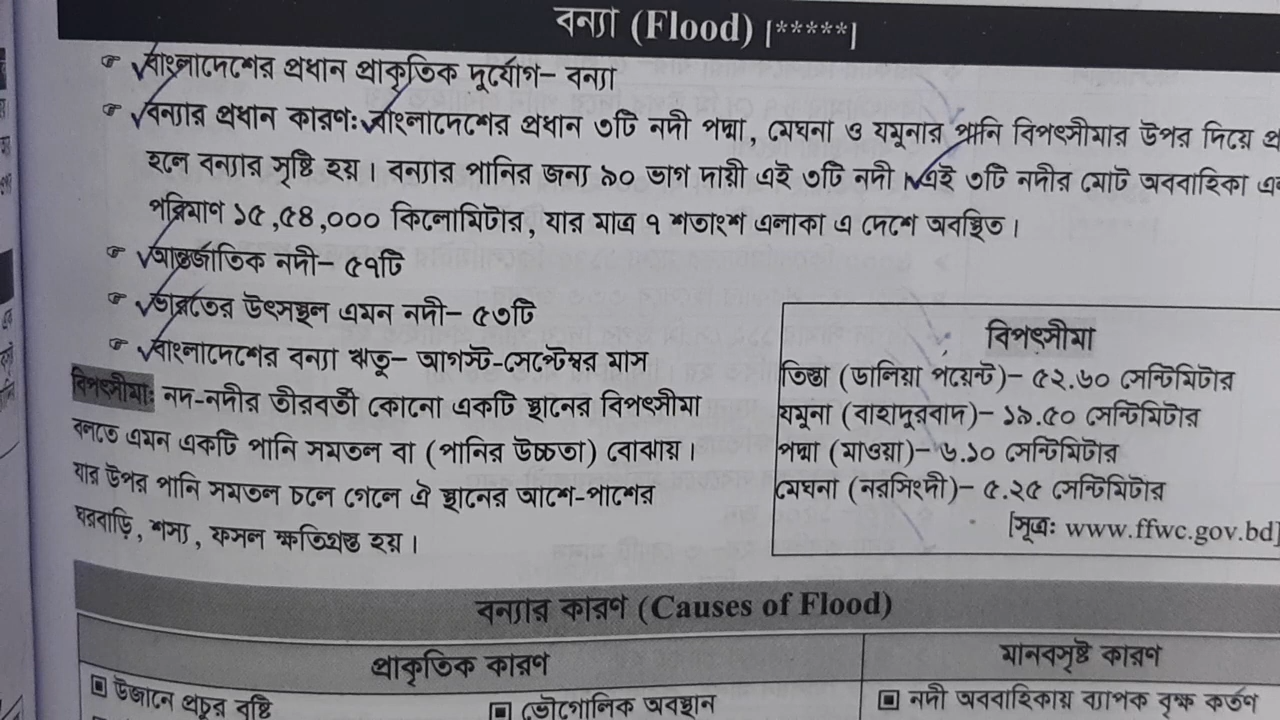 বন্যা (Flood) [*****]
বাংলাদেশের প্রধান প্রাকৃতিক দুর্যোগ– বন্যা
বন্যার প্রধান কারণ: বাংলাদেশের প্রধান ৩টি নদী পদ্মা, মেঘনা ও যমুনার পানি বিপৎসীমার উপর দিয়ে
হলে বন্যার সৃষ্টি হয়। বন্যার পানির জন্য ৯০ ভাগ দায়ী এই ৩টি নদী। এই ৩টি নদীর মোট অববাহিকা
পরিমাণ ১৫,৫৪,০০০ কিলোমিটার, যার মাত্র ৭ শতাংশ এলাকা এ দেশে অবস্থিত।
আন্তর্জাতিক নদী– ৫৭টি
ভারতের উৎসস্থল এমন নদী– ৫৩টি
বাংলাদেশের বন্যা ঋতু– আগস্ট-সেপ্টেম্বর মাস
বিপৎসীমা: নদ-নদীর তীরবর্তী কোনো একটি স্থানের বিপৎসীমা
বলতে এমন একটি পানি সমতল বা (পানির উচ্চতা) বোঝায়।
যার উপর পানি সমতল চলে গেলে ঐ স্থানের আশে-পাশের
ঘরবাড়ি, শস্য, ফসল ক্ষতিগ্রস্ত হয়।
বিপৎসীমা
তিস্তা (ডালিয়া পয়েন্ট)– ৫২.৬০ সেন্টিমিটার
যমুনা (বাহাদুরবাদ)– ১৯.৫০ সেন্টিমিটার
পদ্মা (মাওয়া)– ৬.১০ সেন্টিমিটার
মেঘনা (নরসিংদী)– ৫.২৫ সেন্টিমিটার
[সূত্র: www.ffwc.gov.bd]
বন্যার কারণ (Causes of Flood)
প্রাকৃতিক কারণ
মানবসৃষ্ট কারণ
উজানে প্রচুর বৃষ্টি
ভৌগোলিক অবস্থান
নদী অববাহিকায় ব্যাপক বৃক্ষ কর্তণ